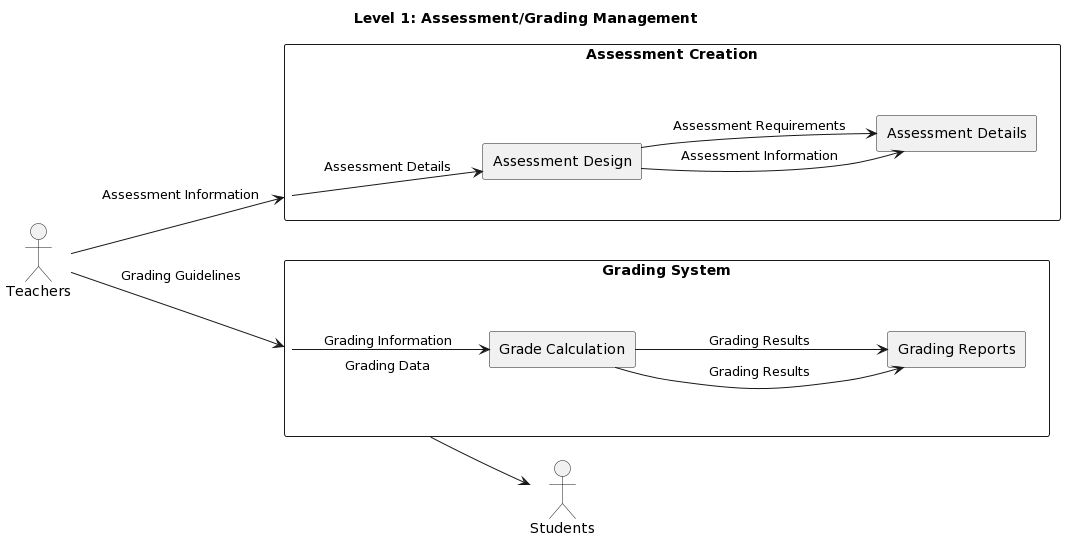 Level 1: Assessment/Grading Management
Assessment Creation
Assessment Requirements
Assessment Details
Assessment Information
Assessment Design
Assessment Details
Assessment Information
Teachers
Grading Guidelines
Grading System
Grading Information
Grading Data
Grade Calculation
Grading Results
Grading Results
Grading Reports
Students